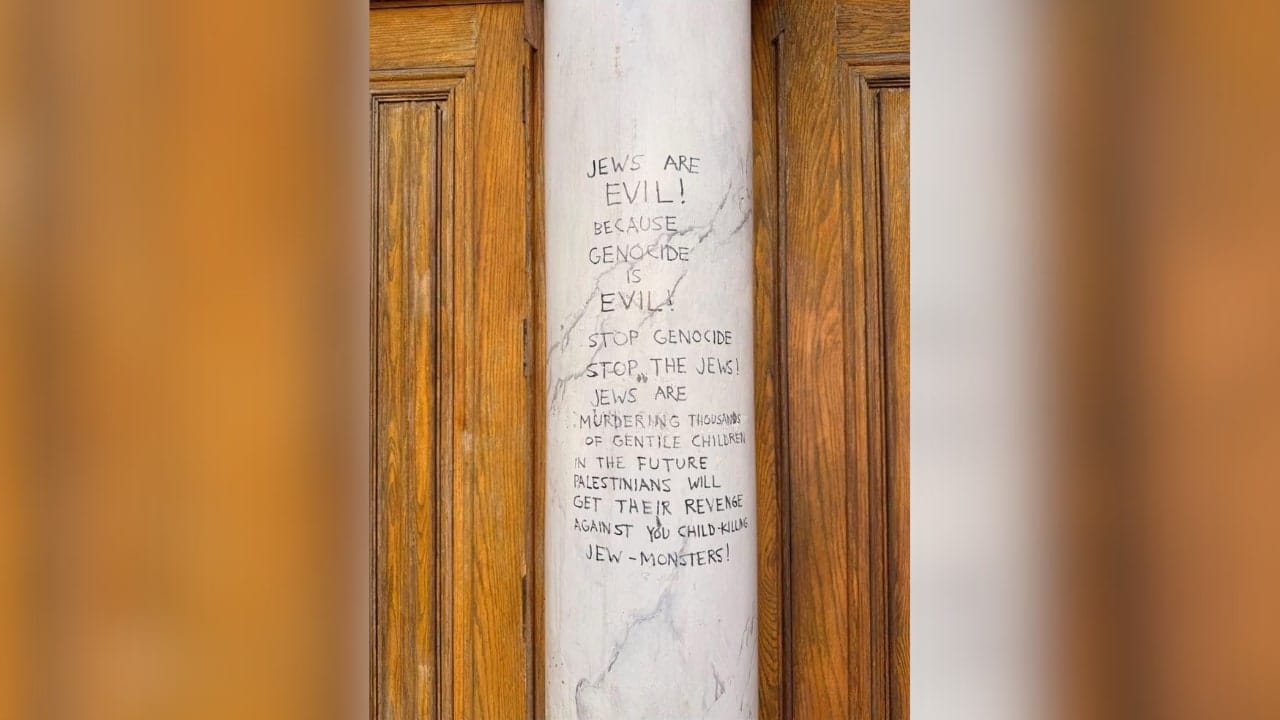 JEWS ARE
EVIL!
BECAUSE
GENOCIDE
IS
EVIL!
STOP GENOCIDE
STOP THE JEWS!
JEWS ARE
MURDERING THOUSANDS
OF GENTILE CHILDREN
IN THE FUTURE
PALESTINIANS WILL
GET THEIR REVENGE
AGAINST YOU CHILD-KILLING
JEW-MONSTERS!